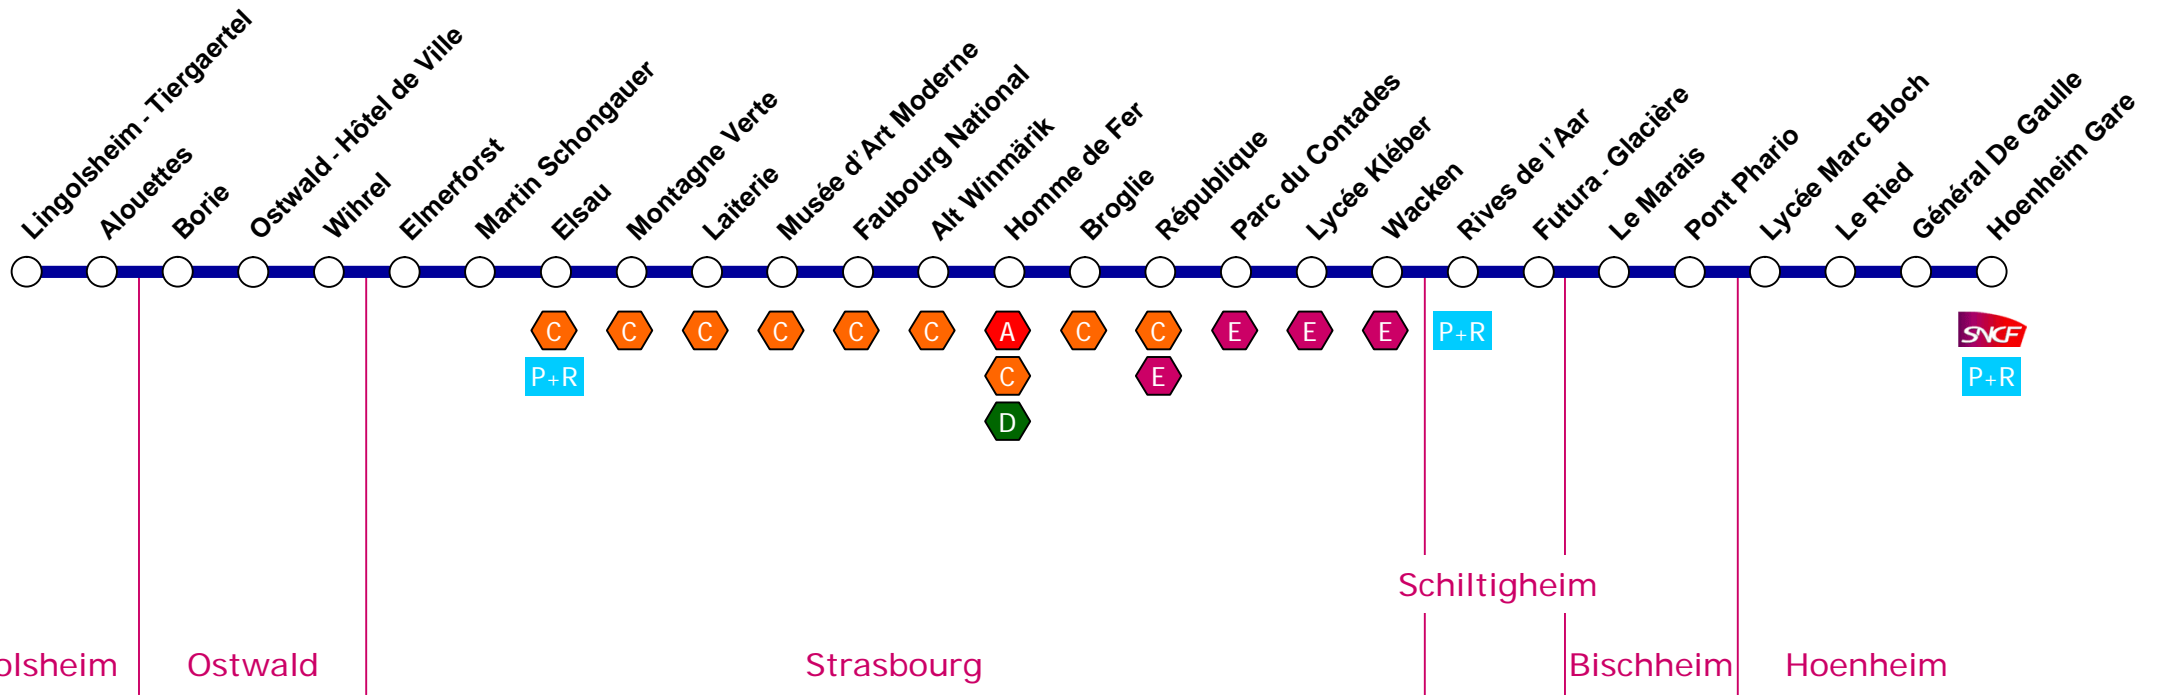 Lingolsheim - Tiergaertel
Alouettes
Borie
Ostwald - Hôtel de Ville
Wihrel
Elmerforst
Martin Schongauer
Elsau
Montagne Verte
Laiterie
Musée d’Art Moderne
Faubourg National
Alt Winmärik
Homme de Fer
Broglie
République
Parc du Contades
Lycée Kléber
Wacken
Rives de l’Aar
Futura - Glacière
Le Marais
Pont Phario
Lycée Marc Bloch
Le Ried
Général De Gaulle
Hoenheim Gare
C C C C C C A C C E E E P+R SNCF
P+R C E P+R
D
Schiltigheim
olsheim Ostwald Strasbourg Bischheim Hoenheim